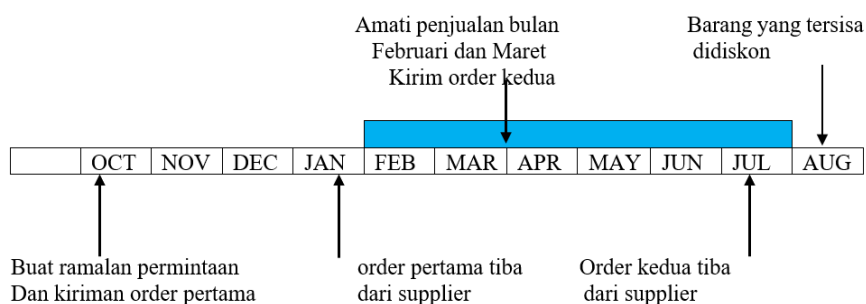 Amati penjualan bulan
Februari dan Maret
Kirim order kedua
Barang yang tersisa
didiskon
OCT NOV DEC JAN FEB MAR APR MAY JUN JUL AUG
Buat ramalan permintaan
Dan kiriman order pertama
order pertama tiba
dari supplier
Order kedua tiba
dari supplier